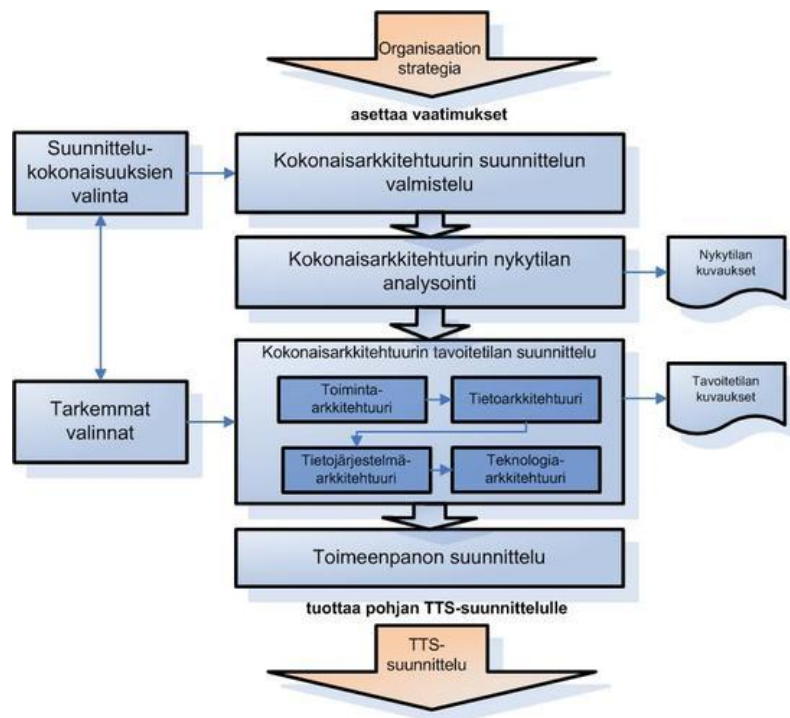 Organisaation
strategia
asettaa vaatimukset
Suunnittelu-
kokonaisuuksien
valinta
Kokonaisarkkitehtuurin suunnittelun
valmistelu
Kokonaisarkkitehtuurin nykytilan
analysointi
Nykytilan
kuvaukset
Kokonaisarkkitehtuurin tavoitetilan suunnittelu
Toiminta-
arkkitehtuuri
Tietoarkkitehtuuri
Tietojärjestelmä-
arkkitehtuuri
Teknologia-
arkkitehtuuri
Tarkemmat
valinnat
Tavoitetilan
kuvaukset
Toimeenpanon suunnittelu
tuottaa pohjan TTS-suunnittelulle
TTS-
suunnittelu